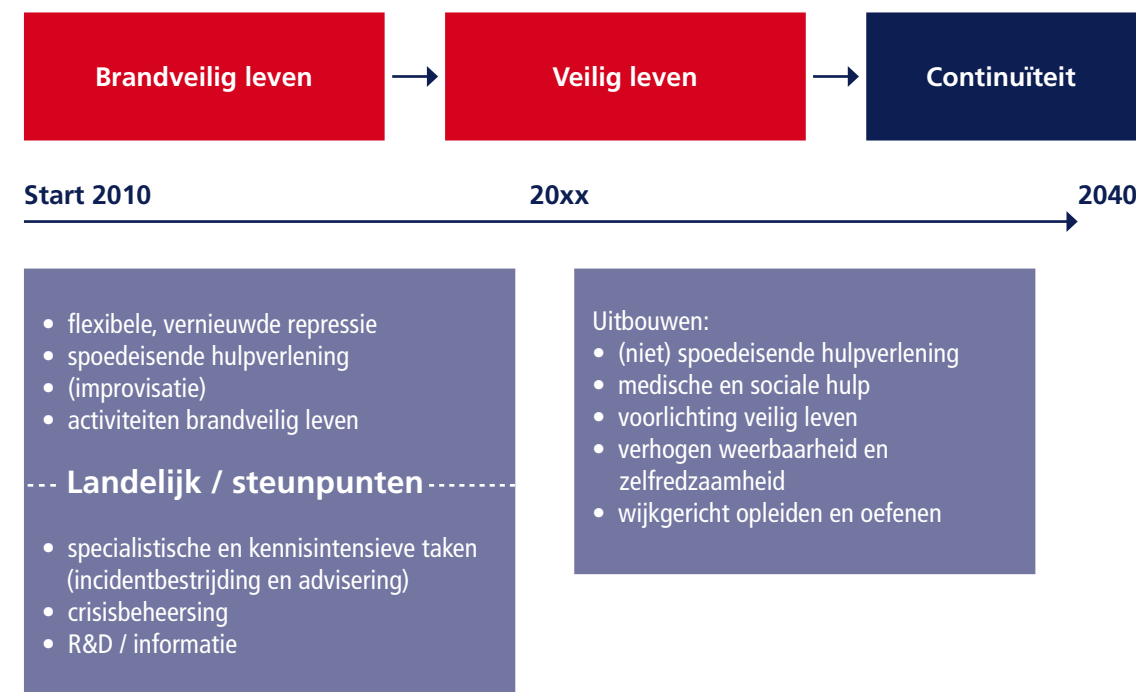 Brandveilig leven
Veilig leven
Continuïteit
Start 2010
20xx
2040
• flexibele, vernieuwde repressie
• spoedeisende hulpverlening
• (improvisatie)
• activiteiten brandveilig leven
Landelijk / steunpunten
• specialistische en kennisintensieve taken
(incidentbestrijding en advisering)
• crisisbeheersing
• R&D / informatie
Uitbouwen:
• (niet) spoedeisende hulpverlening
• medische en sociale hulp
• voorlichting veilig leven
• verhogen weerbaarheid en
zelfredzaamheid
• wijkgericht opleiden en oefenen